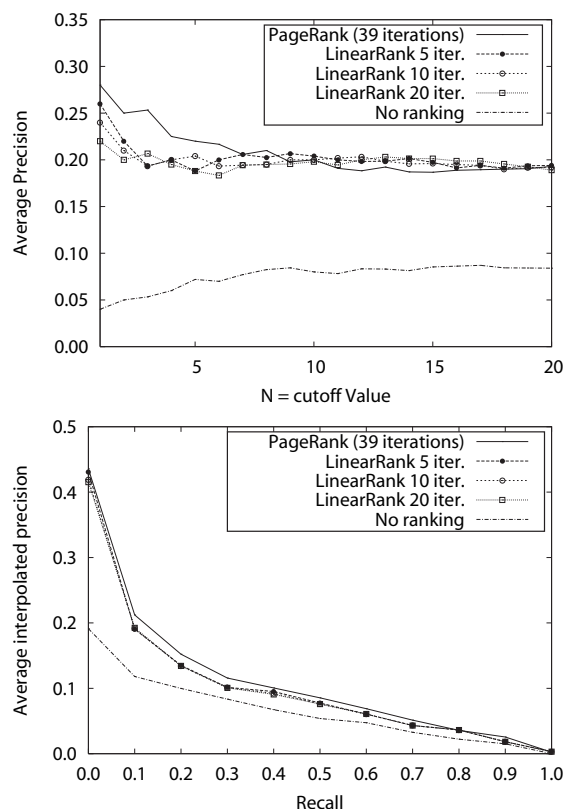 0.35
0.30
0.25
0.20
0.15
0.10
0.05
0.00
Average Precision
PageRank (39 iterations)
LinearRank 5 iter.
LinearRank 10 iter.
LinearRank 20 iter.
No ranking
5 10 15 20
N = cutoff Value
0.5
0.4
0.3
0.2
0.1
0.0
Average interpolated precision
PageRank (39 iterations)
LinearRank 5 iter.
LinearRank 10 iter.
LinearRank 20 iter.
No ranking
0.0 0.1 0.2 0.3 0.4 0.5 0.6 0.7 0.8 0.9 1.0
Recall